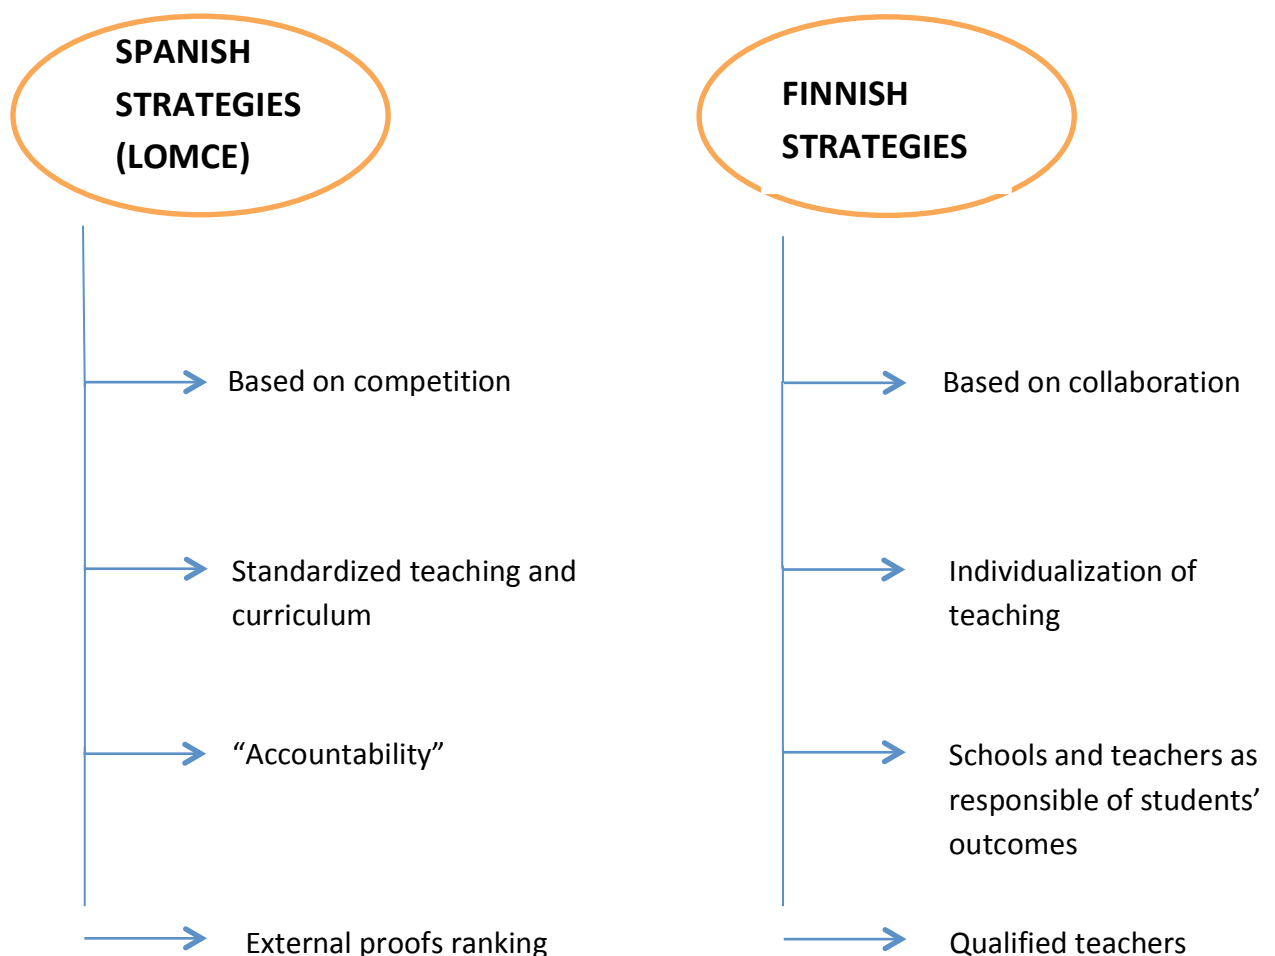 SPANISH
STRATEGIES
(LOMCE)
Based on competition
Standardized teaching and
curriculum
“Accountability”
External proofs ranking
FINNISH
STRATEGIES
Based on collaboration
Individualization of
teaching
Schools and teachers as
responsible of students’
outcomes
Qualified teachers